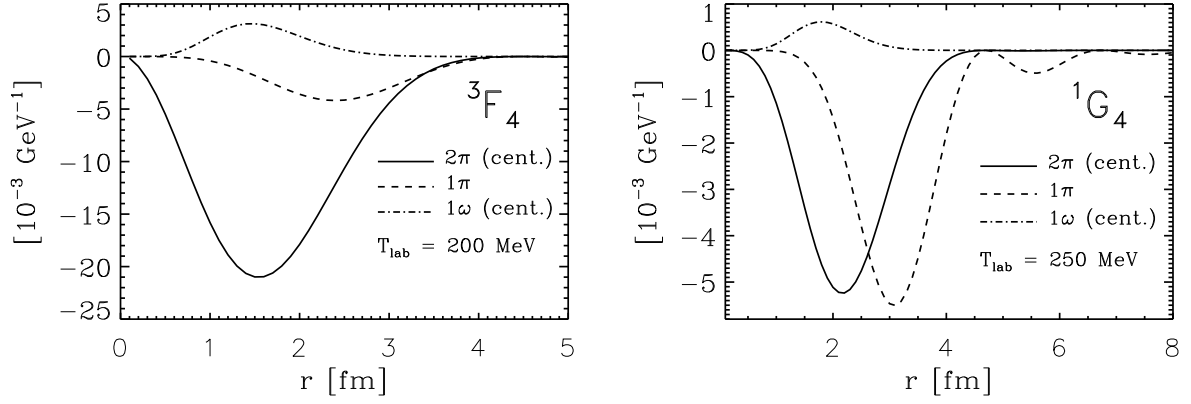 5
0
−5
−10
−15
−20
−25
[10⁻³ GeV⁻¹]
³F₄
2π (cent.)
1π
1ω (cent.)
T_lab = 200 MeV
0 1 2 3 4 5
r [fm]
1
0
−1
−2
−3
−4
−5
[10⁻³ GeV⁻¹]
¹G₄
2π (cent.)
1π
1ω (cent.)
T_lab = 250 MeV
2 4 6 8
r [fm]